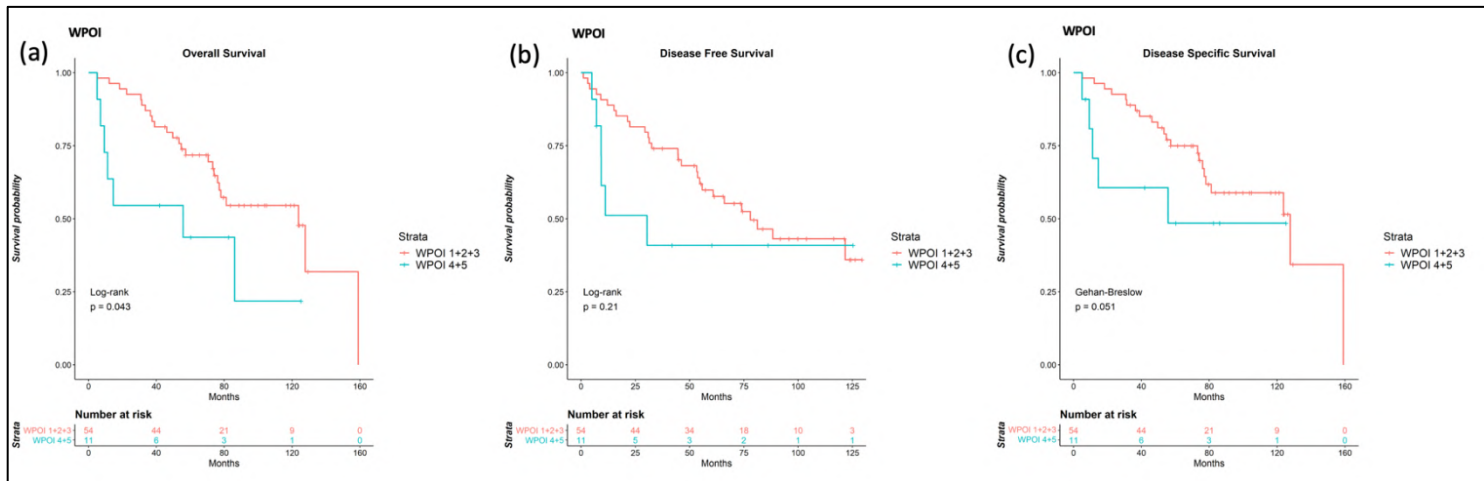 (a)
WPOI
Overall Survival
1.00
0.75
0.50
0.25
0.00
Survival probability
Log-rank
p = 0.043
Strata
WPOI 1+2+3
WPOI 4+5
0 40 80 120 160
Months
Number at risk
Strata
WPOI 1+2+3 54 44 21 9 0
WPOI 4+5 11 6 3 1 0
0 40 80 120 160
Months
(b)
WPOI
Disease Free Survival
1.00
0.75
0.50
0.25
0.00
Survival probability
Log-rank
p = 0.21
Strata
WPOI 1+2+3
WPOI 4+5
0 25 50 75 100 125
Months
Number at risk
Strata
WPOI 1+2+3 54 44 34 18 10 3
WPOI 4+5 11 5 3 2 1 1
0 25 50 75 100 125
Months
(c)
WPOI
Disease Specific Survival
1.00
0.75
0.50
0.25
0.00
Survival probability
Gehan-Breslow
p = 0.051
Strata
WPOI 1+2+3
WPOI 4+5
0 40 80 120 160
Months
Number at risk
Strata
WPOI 1+2+3 54 44 21 9 0
WPOI 4+5 11 6 3 1 0
0 40 80 120 160
Months